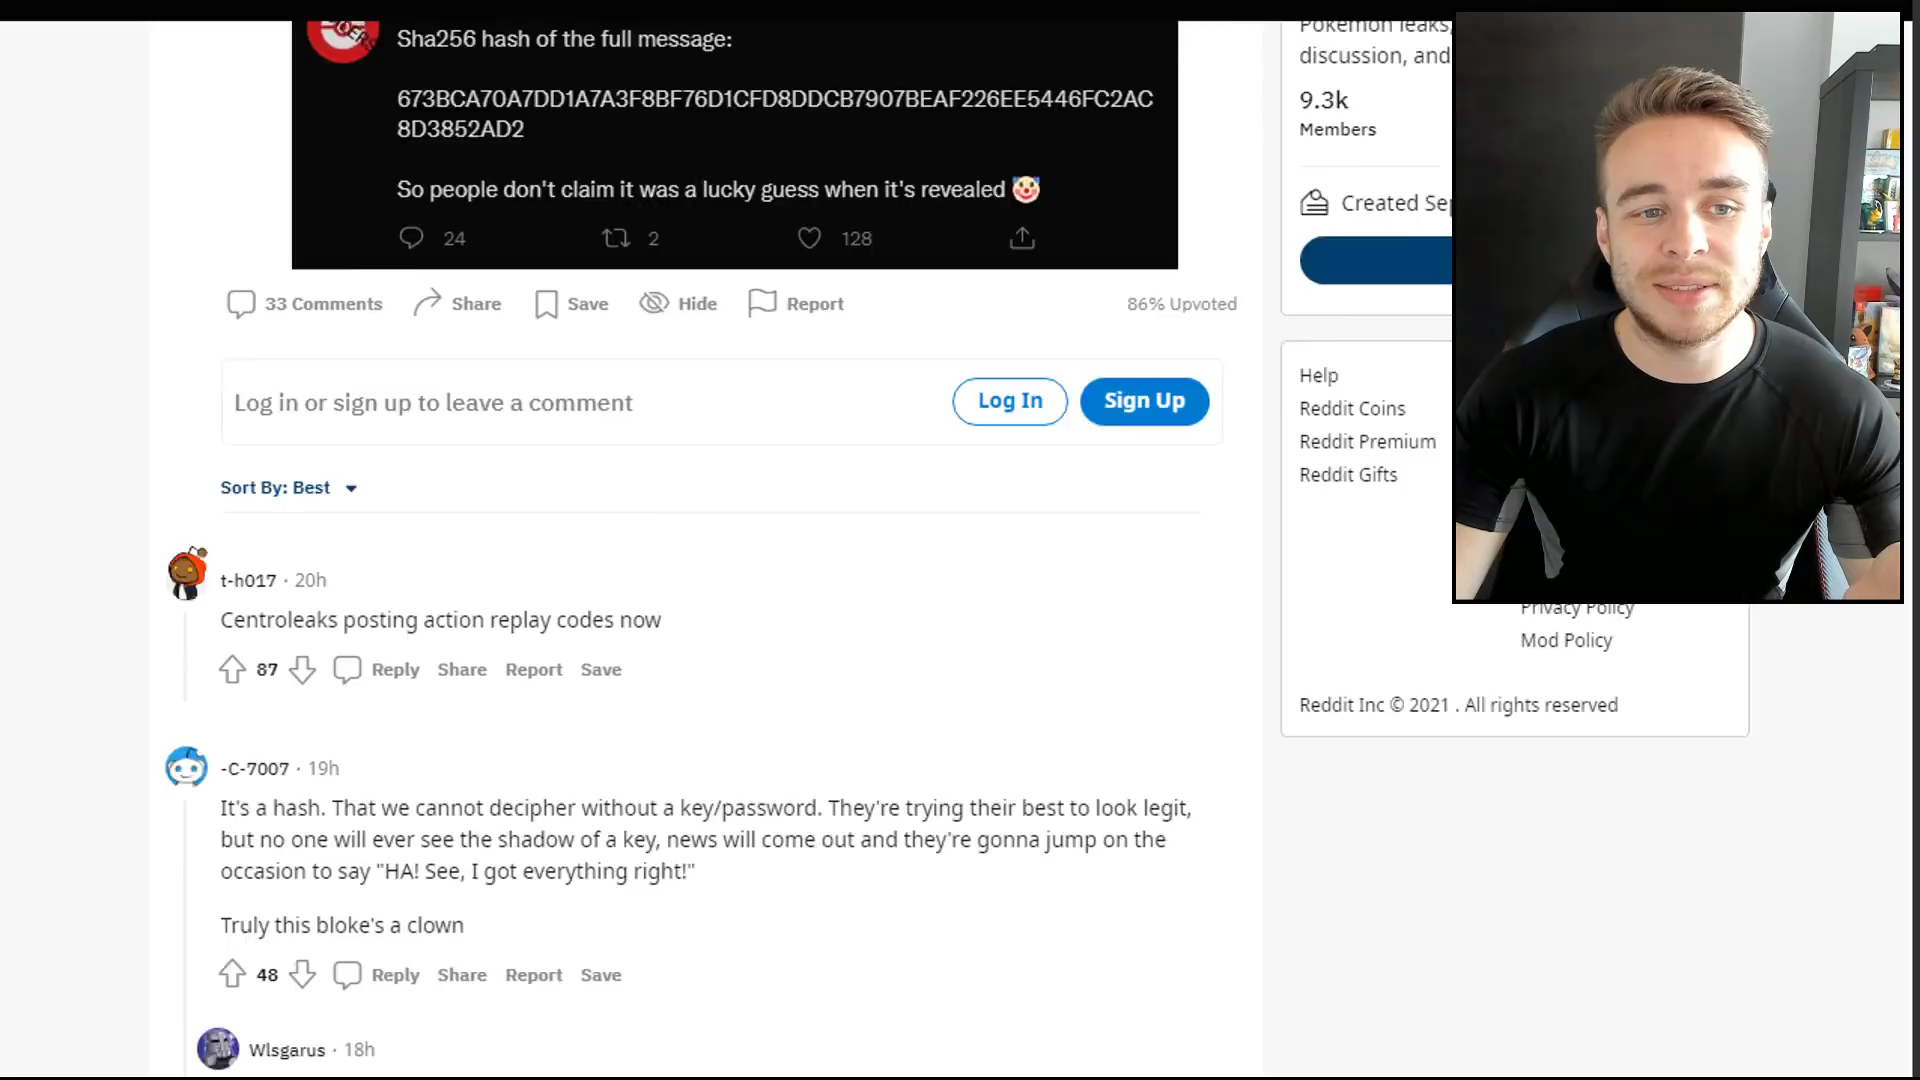 Sha256 hash of the full message:
673BCA70A7DD1A7A3F8BF76D1CFD8DDCB7907BEAF226EE5446FC2AC
8D3852AD2
So people don't claim it was a lucky guess when it's revealed 🤡
24 2 128
33 Comments Share Save Hide Report 86% Upvoted
Log in or sign up to leave a comment Log In Sign Up
Sort By: Best
t-h017 · 20h
Centroleaks posting action replay codes now
87 Reply Share Report Save
-C-7007 · 19h
It's a hash. That we cannot decipher without a key/password. They're trying their best to look legit,
but no one will ever see the shadow of a key, news will come out and they're gonna jump on the
occasion to say "HA! See, I got everything right!"
Truly this bloke's a clown
48 Reply Share Report Save
Wlsgarus · 18h
Pokemon leaks,
discussion, and
9.3k
Members
Created Sep
Help
Reddit Coins
Reddit Premium
Reddit Gifts
Privacy Policy
Mod Policy
Reddit Inc © 2021 . All rights reserved